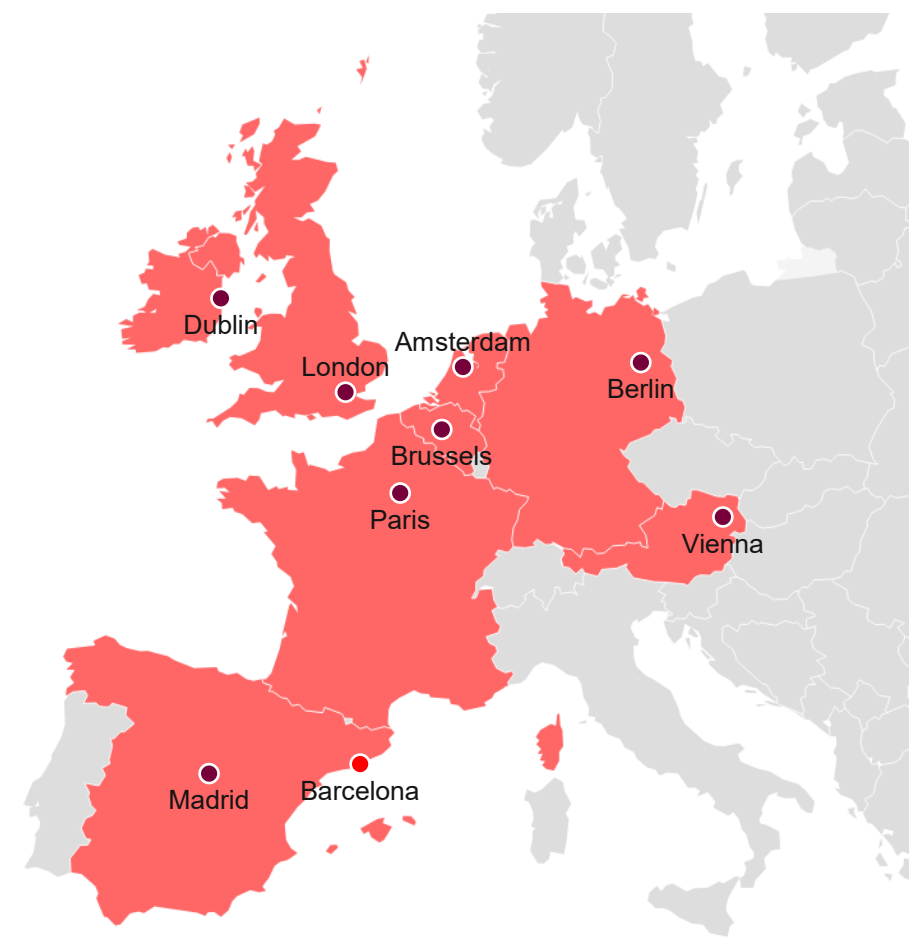 Dublin
Amsterdam
London
Berlin
Brussels
Paris
Vienna
Madrid
Barcelona